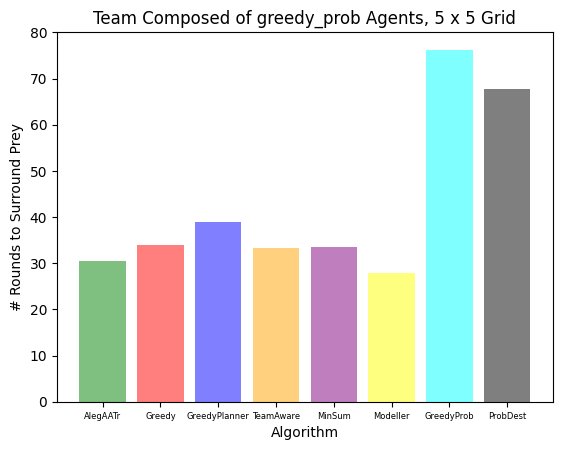 Team Composed of greedy_prob Agents, 5 x 5 Grid
80
70
60
50
40
30
20
10
0
# Rounds to Surround Prey
AlegAATr Greedy GreedyPlanner TeamAware MinSum Modeller GreedyProb ProbDest
Algorithm